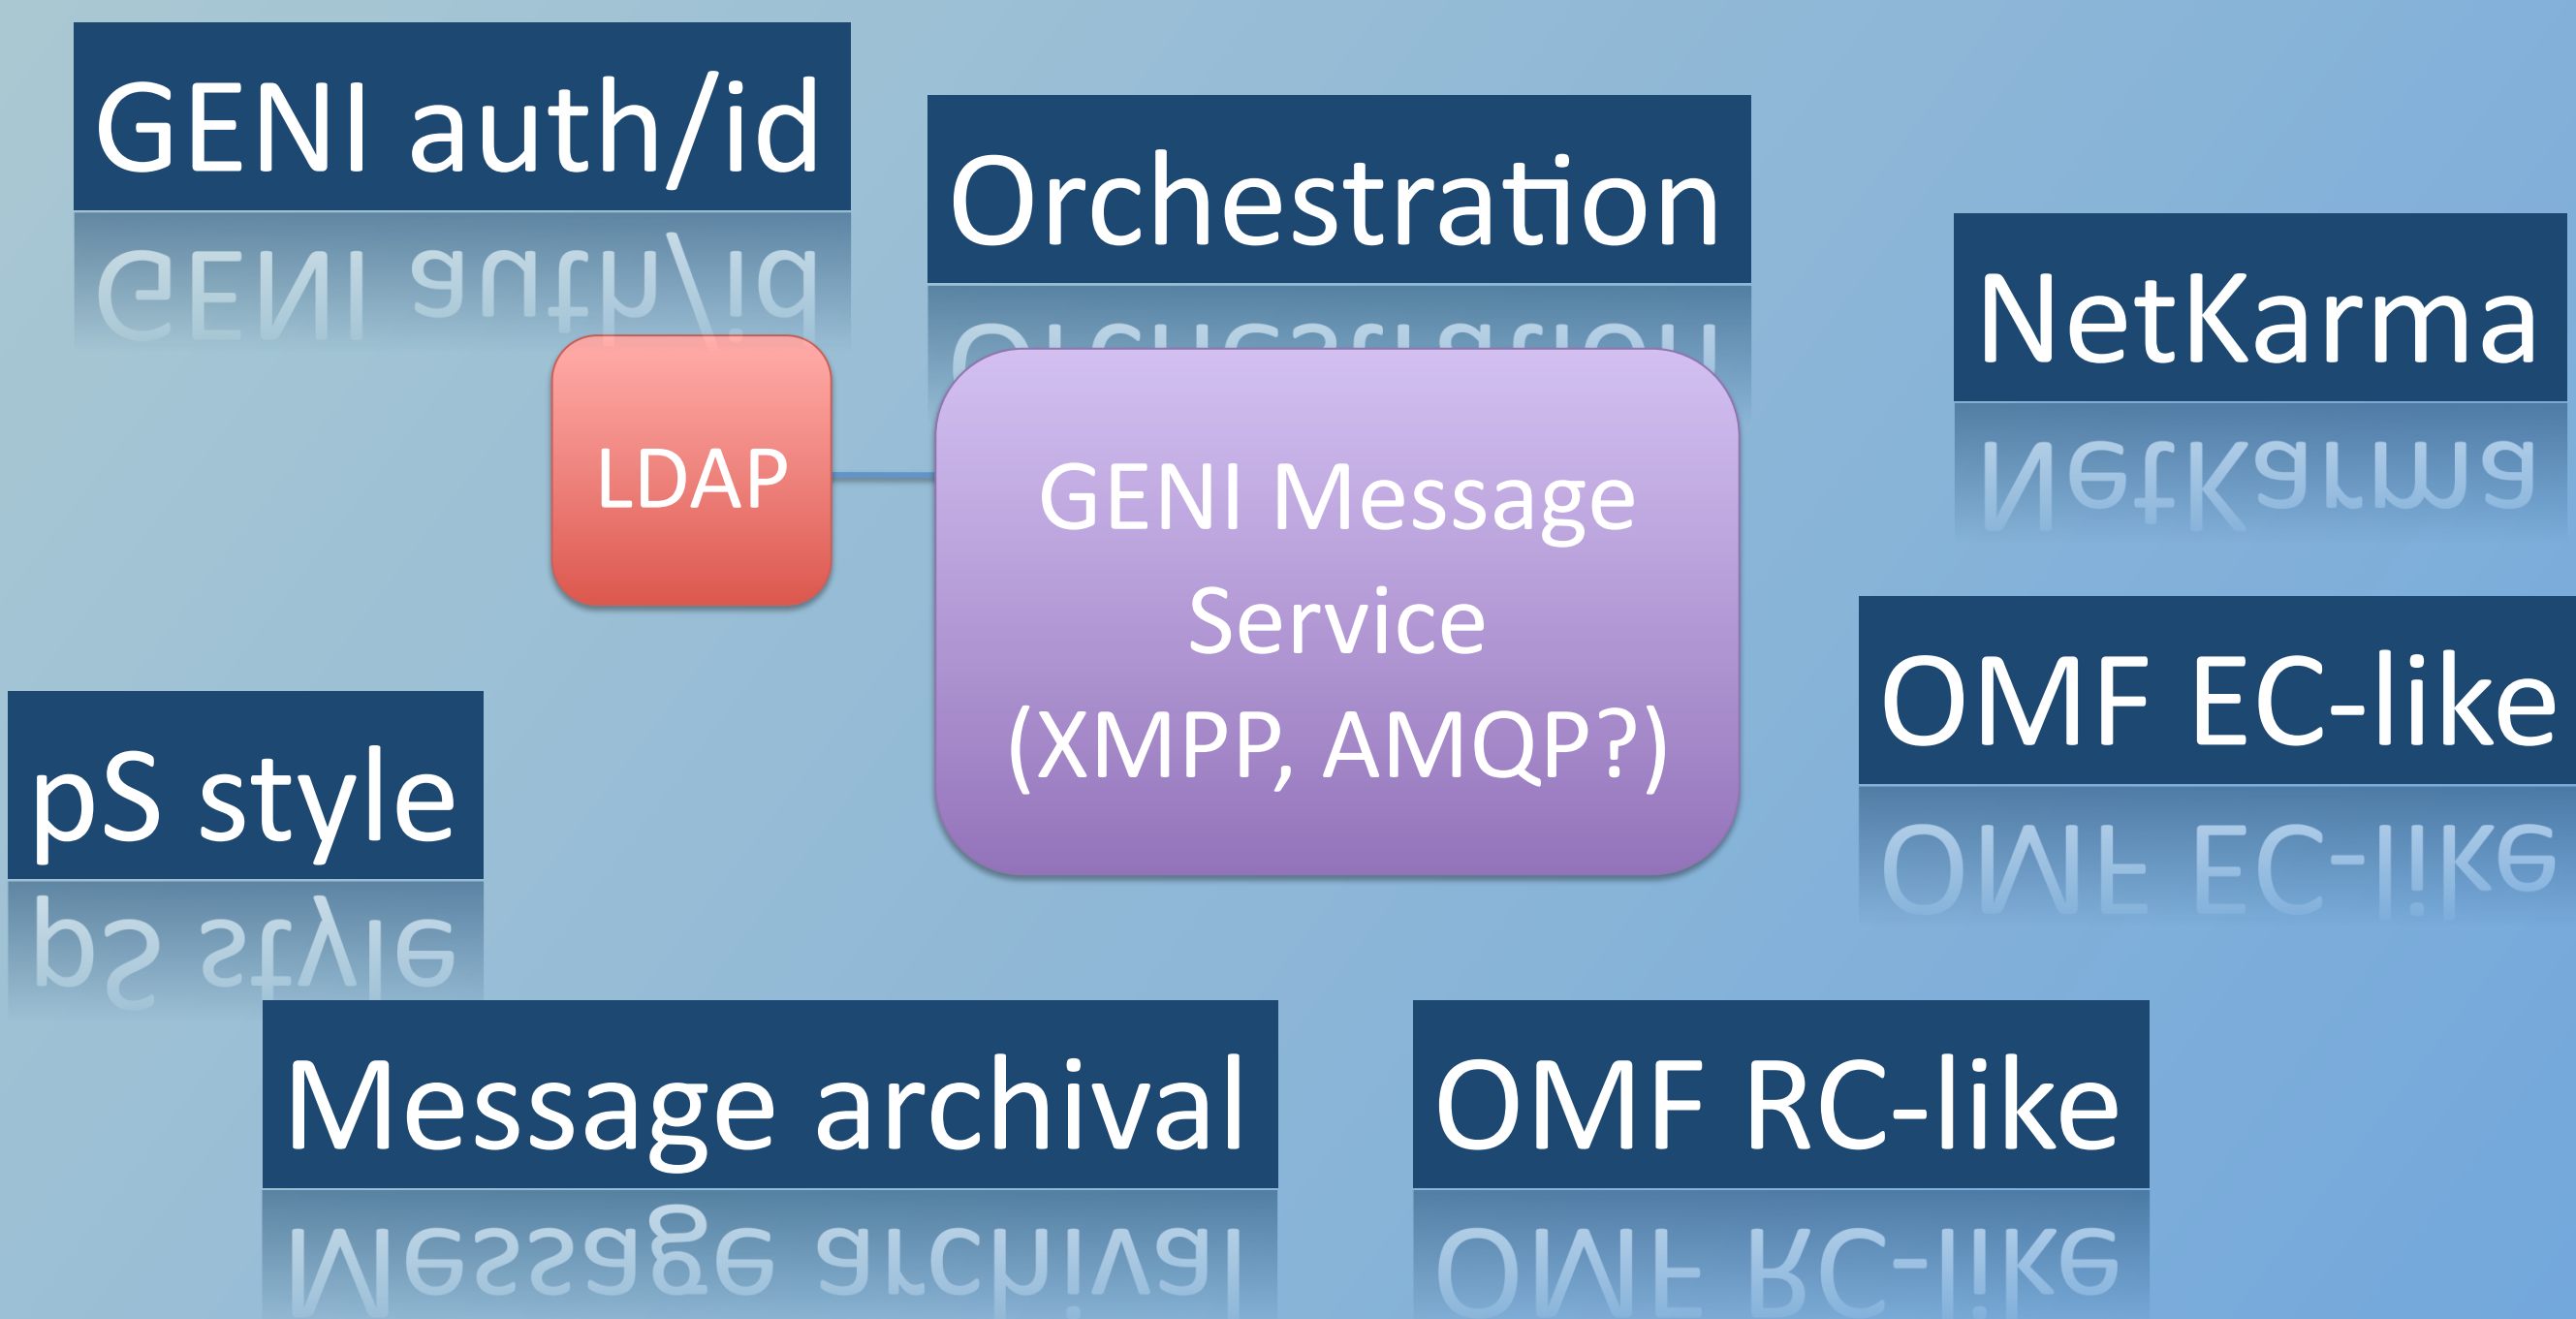 GENI auth/id
Orchestration
NetKarma
LDAP
GENI Message
Service
(XMPP, AMQP?)
OMF EC-like
pS style
Message archival
OMF RC-like